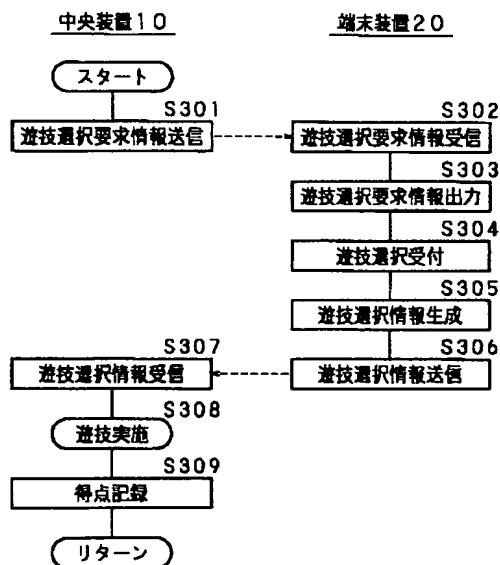 中央装置10 端末装置20
スタート
S301 S302
遊技選択要求情報送信 遊技選択要求情報受信
S303
遊技選択要求情報出力
S304
遊技選択受付
S305
遊技選択情報生成
S307 S306
遊技選択情報受信 遊技選択情報送信
S308
遊技実施
S309
得点記録
リターン